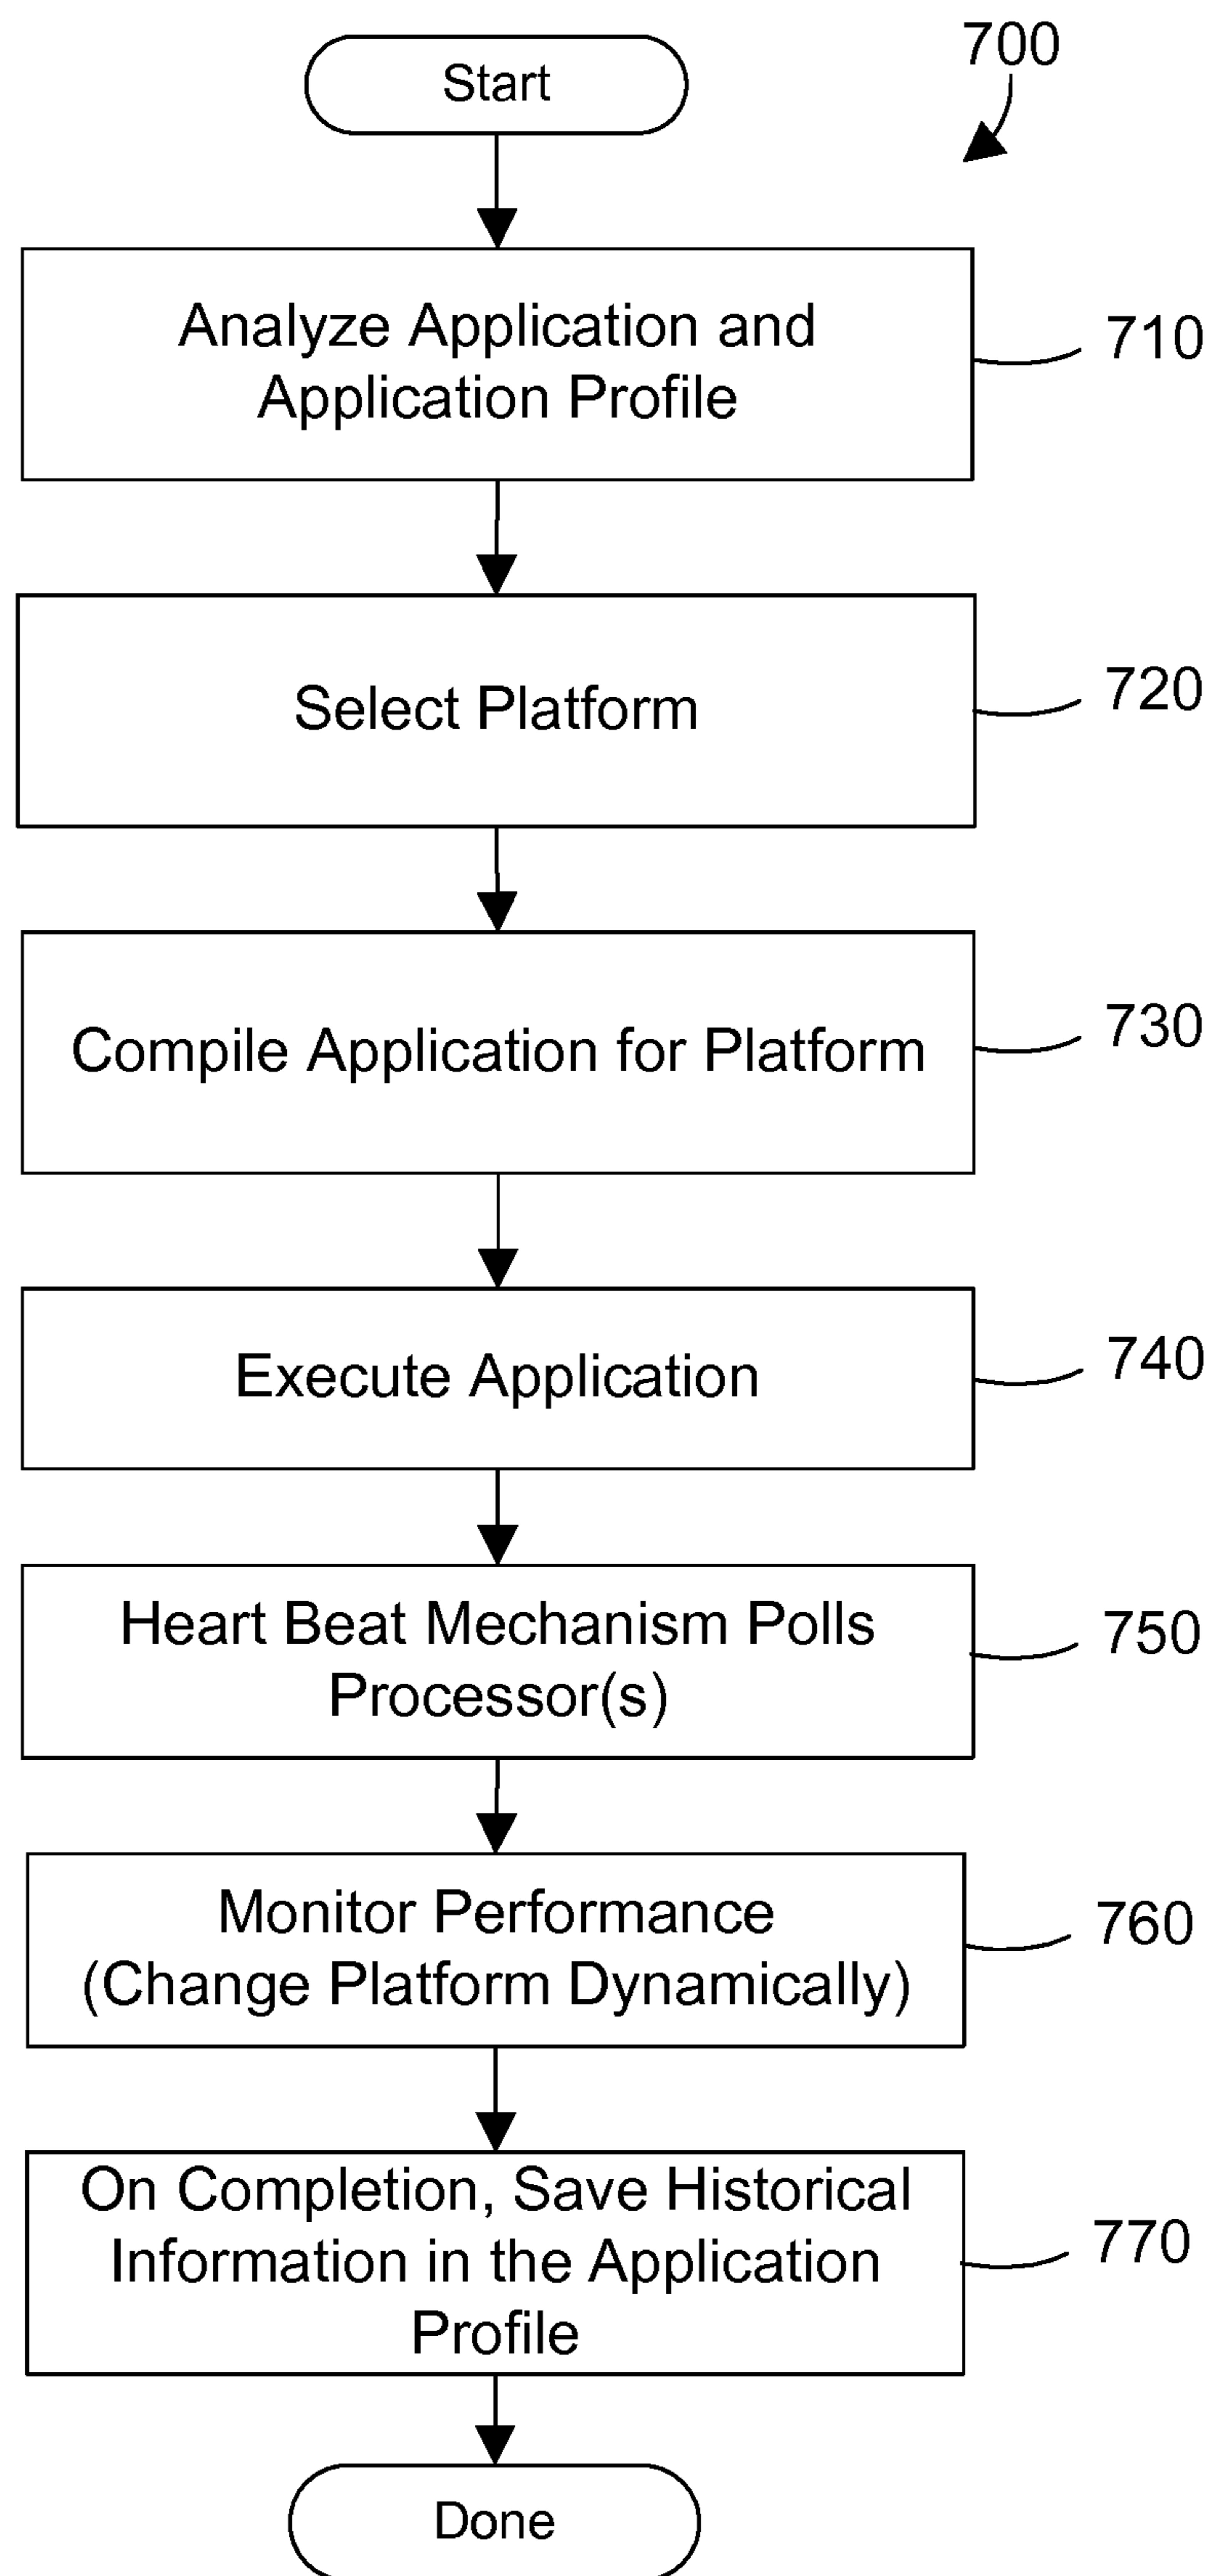 700
Start
Analyze Application and
Application Profile
710
Select Platform
720
Compile Application for Platform
730
Execute Application
740
Heart Beat Mechanism Polls
Processor(s)
750
Monitor Performance
(Change Platform Dynamically)
760
On Completion, Save Historical
Information in the Application
Profile
770
Done